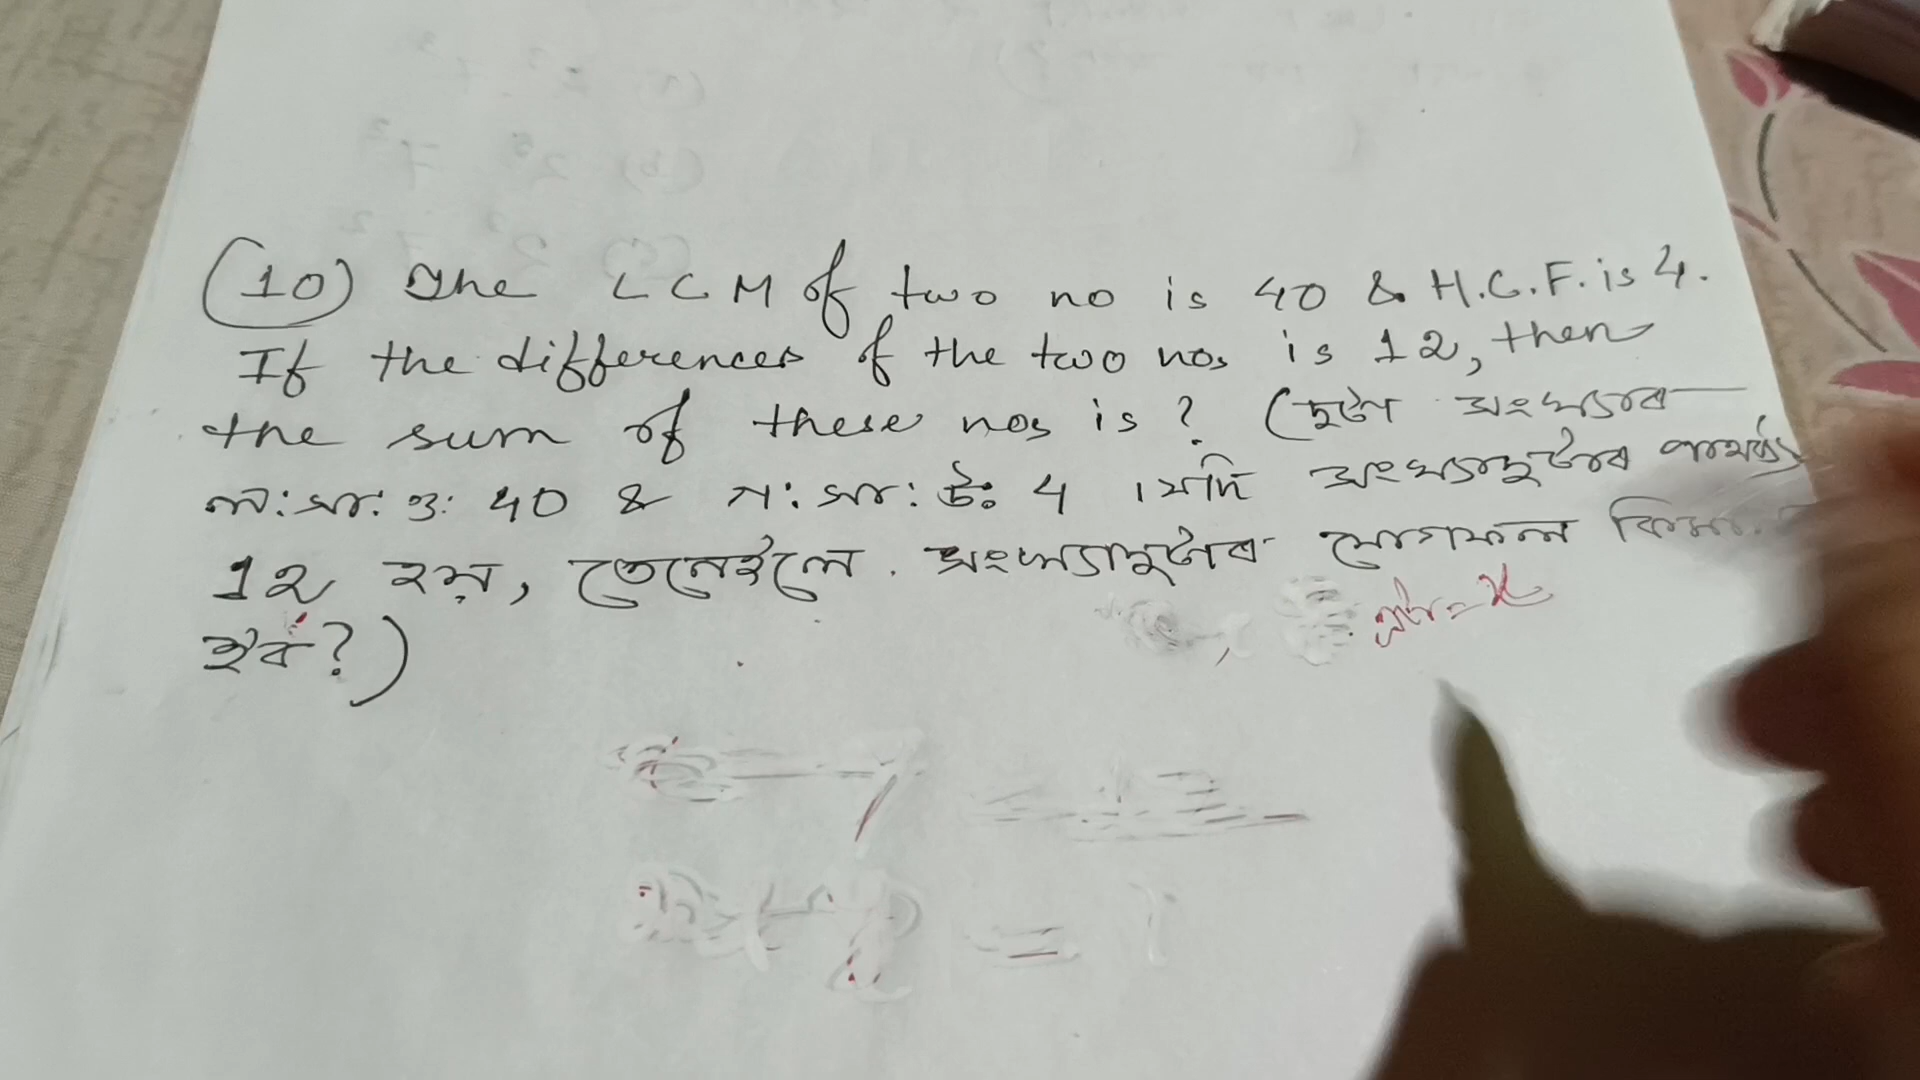 (10) The LCM of two no is 40 & H.C.F. is 4.
If the differences of the two nos is 12, then
the sum of these nos is? (দুটা সংখ্যাৰ
ল: সা: গু: 40 & গ: সা: উ: 4 । যদি সংখ্যাদুটাৰ পাৰ্থক্য
12 হয়, তেনেহলে সংখ্যাদুটাৰ যোগফল কিমান
হব?)
= x